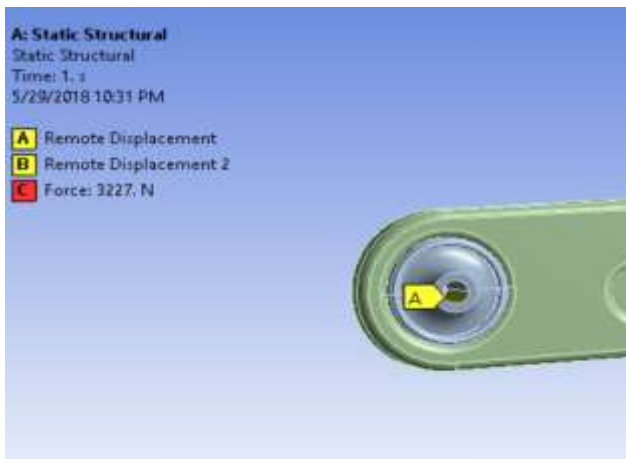 A: Static Structural
Static Structural
Time: 1. s
5/29/2018 10:31 PM
A Remote Displacement
B Remote Displacement 2
C Force: 3227. N
A